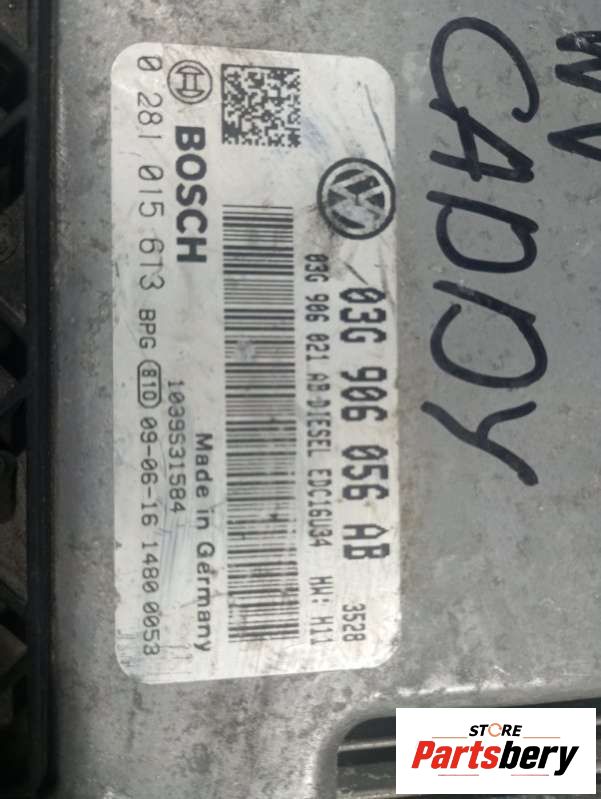 VW
CADDY
03G 906 056 AB
3528
03G 906 021 AB DIESEL EDC16U34 HW: H11
Made in Germany
1039S31584
BOSCH
0 281 015 613 BPG 810 09-06-16 1480 0053
STORE
Partsbery